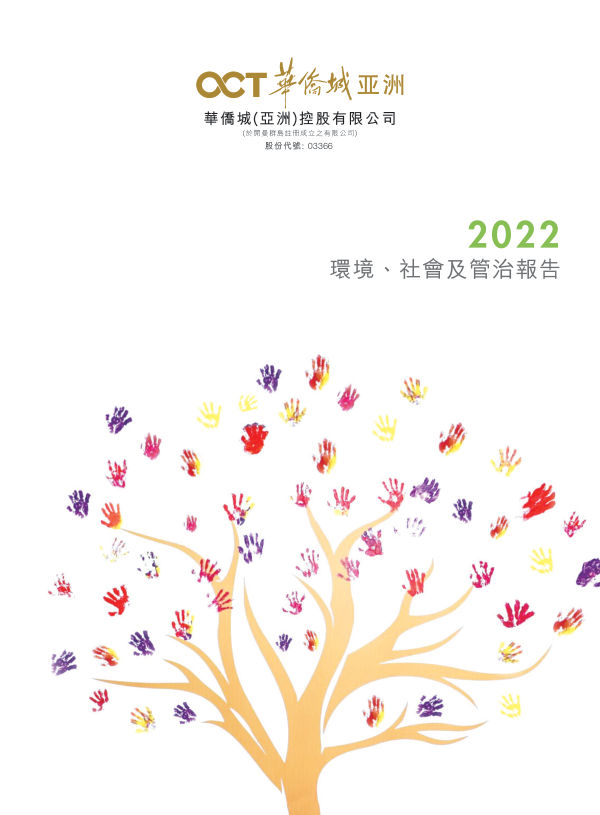 OCT 華僑城 亞洲
華僑城(亞洲)控股有限公司
(於開曼群島註冊成立之有限公司)
股份代號: 03366
2022
環境、社會及管治報告